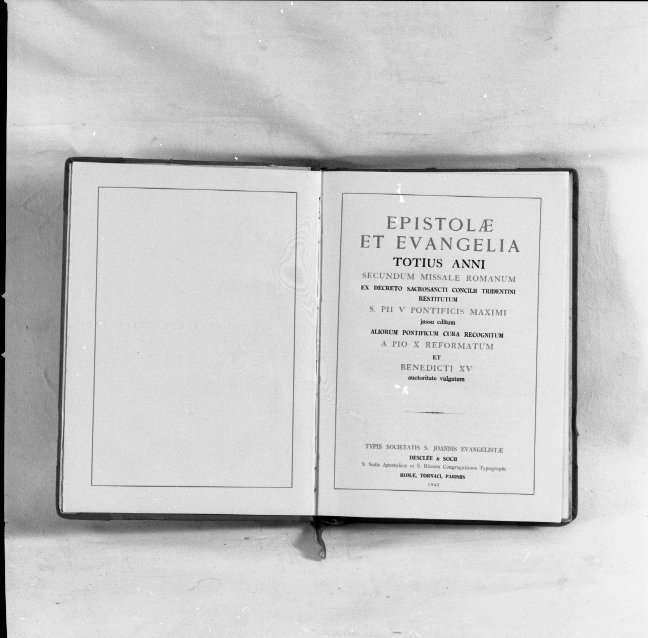 EPISTOLÆ
ET EVANGELIA
TOTIUS ANNI
SECUNDUM MISSALE ROMANUM
EX DECRETO SACROSANCTI CONCILII TRIDENTINI
RESTITUTUM
S. PII V PONTIFICIS MAXIMI
jussu editum
ALIORUM PONTIFICUM CURA RECOGNITUM
A PIO X REFORMATUM
ET
BENEDICTI XV
auctoritate vulgatum
TYPIS SOCIETATIS S. JOANNIS EVANGELISTÆ
DESCLÉE & SOCII
S. Sedis Apostolicæ et S. Rituum Congregationis Typographi
ROMÆ, TORNACI, PARISIIS